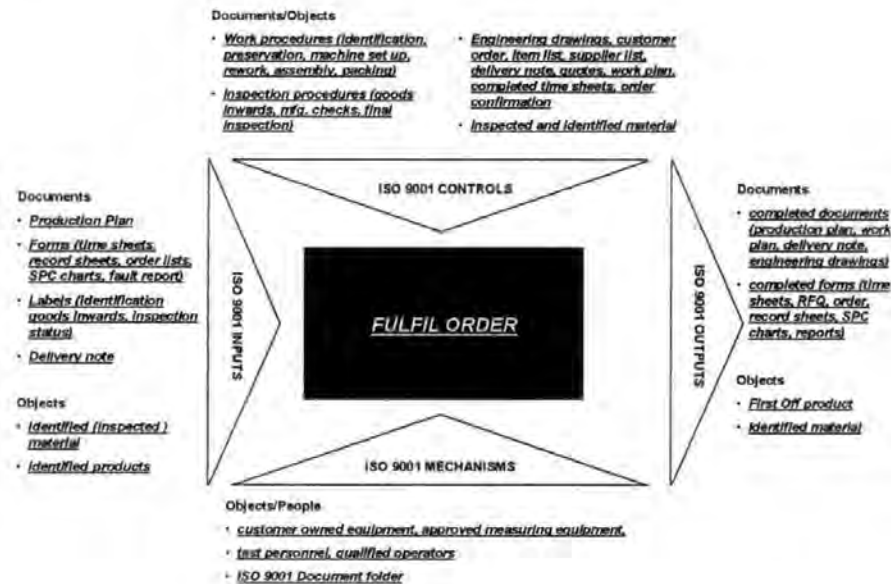 Documents/Objects
• Work procedures (identification,
preservation, machine set up,
rework, assembly, packing)
• Inspection procedures (goods
inwards, mfg. checks, final
inspection)
• Engineering drawings, customer
order, item list, supplier list,
delivery note, quotes, work plan,
completed time sheets, order
confirmation
• Inspected and identified material
ISO 9001 CONTROLS
Documents
• Production Plan
• Forms (time sheets,
record sheets, order lists,
SPC charts, fault report)
• Labels (identification
goods inwards, inspection
status)
• Delivery note
Objects
• Identified (inspected )
material
• Identified products
ISO 9001 INPUTS
FULFIL ORDER
ISO 9001 OUTPUTS
Documents
• completed documents
(production plan, work
plan, delivery note,
engineering drawings)
• completed forms (time
sheets, RFQ, order,
record sheets, SPC
charts, reports)
Objects
• First Off product
• Identified material
ISO 9001 MECHANISMS
Objects/People
• customer owned equipment, approved measuring equipment,
• test personnel, qualified operators
• ISO 9001 Document folder